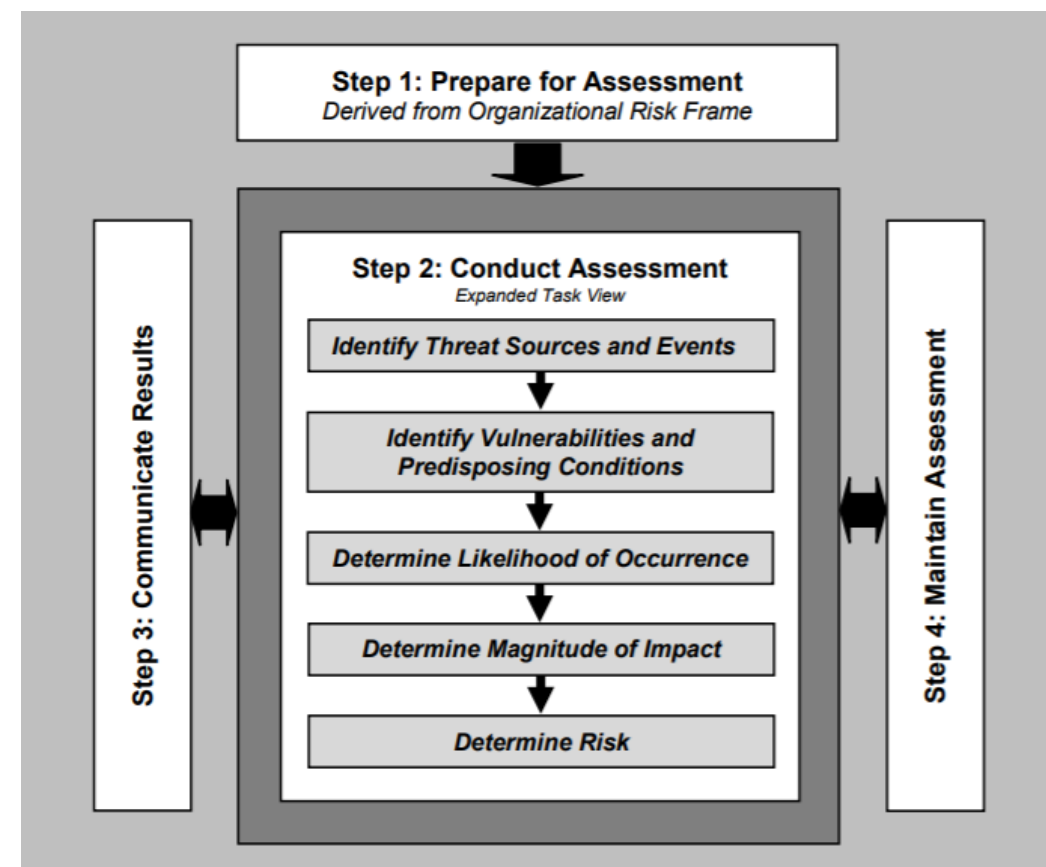 Step 1: Prepare for Assessment
Derived from Organizational Risk Frame
Step 2: Conduct Assessment
Expanded Task View
Identify Threat Sources and Events
Identify Vulnerabilities and
Predisposing Conditions
Determine Likelihood of Occurrence
Determine Magnitude of Impact
Determine Risk
Step 3: Communicate Results
Step 4: Maintain Assessment